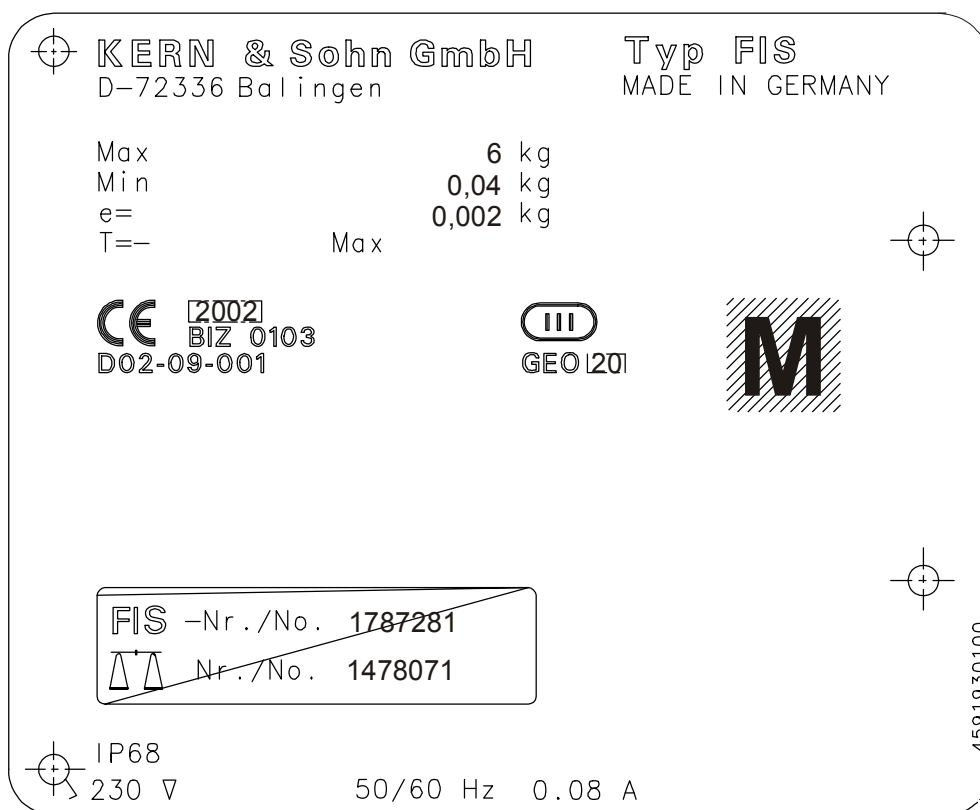 KERN & Sohn GmbH Typ FIS
D-72336 Balingen MADE IN GERMANY
Max 6 kg
Min 0,04 kg
e= 0,002 kg
T=- Max
CE 2002 III M
BIZ 0103
D02-09-001 GEO 20
FIS -Nr./No. 1787281
Nr./No. 1478071
IP68
230 V 50/60 Hz 0.08 A
4591930100